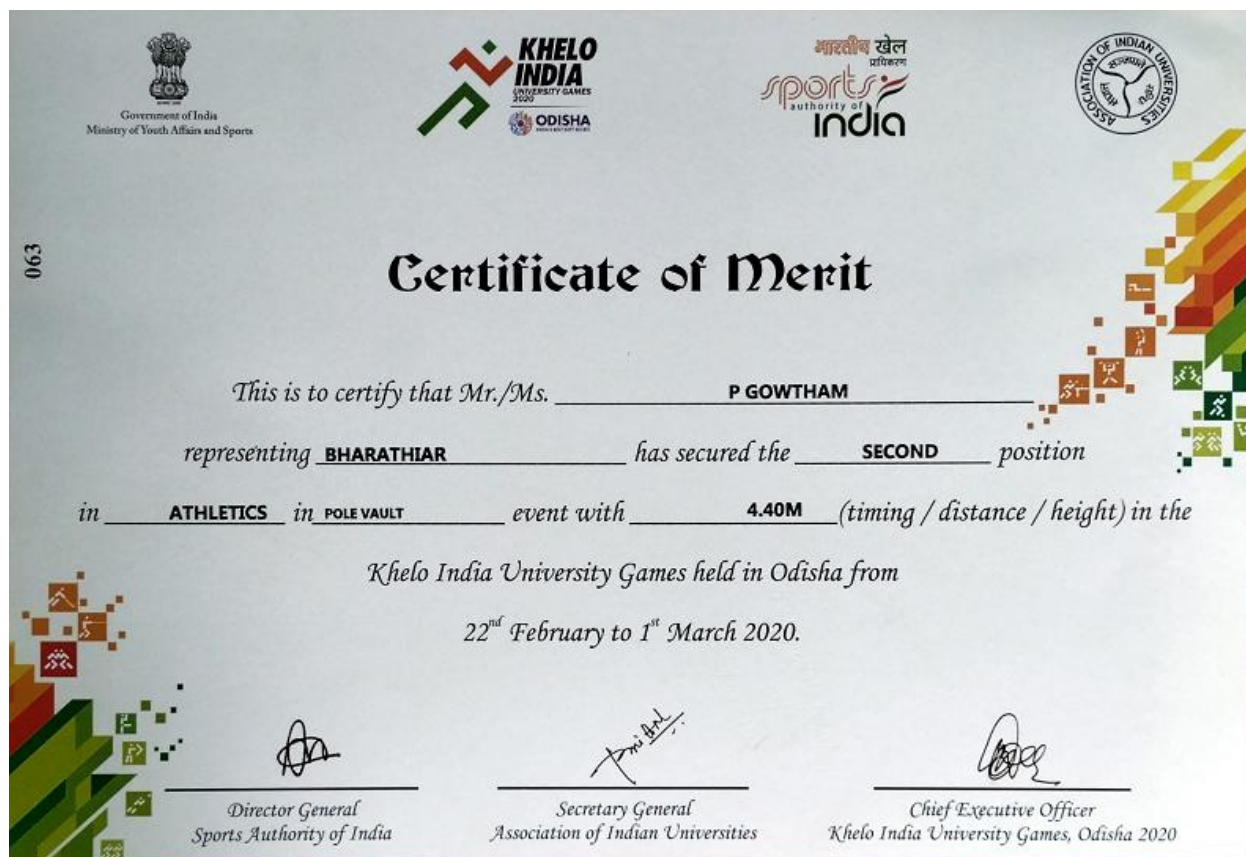 Government of India
Ministry of Youth Affairs and Sports
KHELO
INDIA
UNIVERSITY GAMES
2020
ODISHA
भारतीय खेल
प्राधिकरण
sports
authority of
india
ASSOCIATION OF INDIAN UNIVERSITIES
063
Certificate of Merit
This is to certify that Mr./Ms. P GOWTHAM
representing BHARATHIAR has secured the SECOND position
in ATHLETICS in POLE VAULT event with 4.40M (timing / distance / height) in the
Khelo India University Games held in Odisha from
22nd February to 1st March 2020.
Director General
Sports Authority of India
Secretary General
Association of Indian Universities
Chief Executive Officer
Khelo India University Games, Odisha 2020